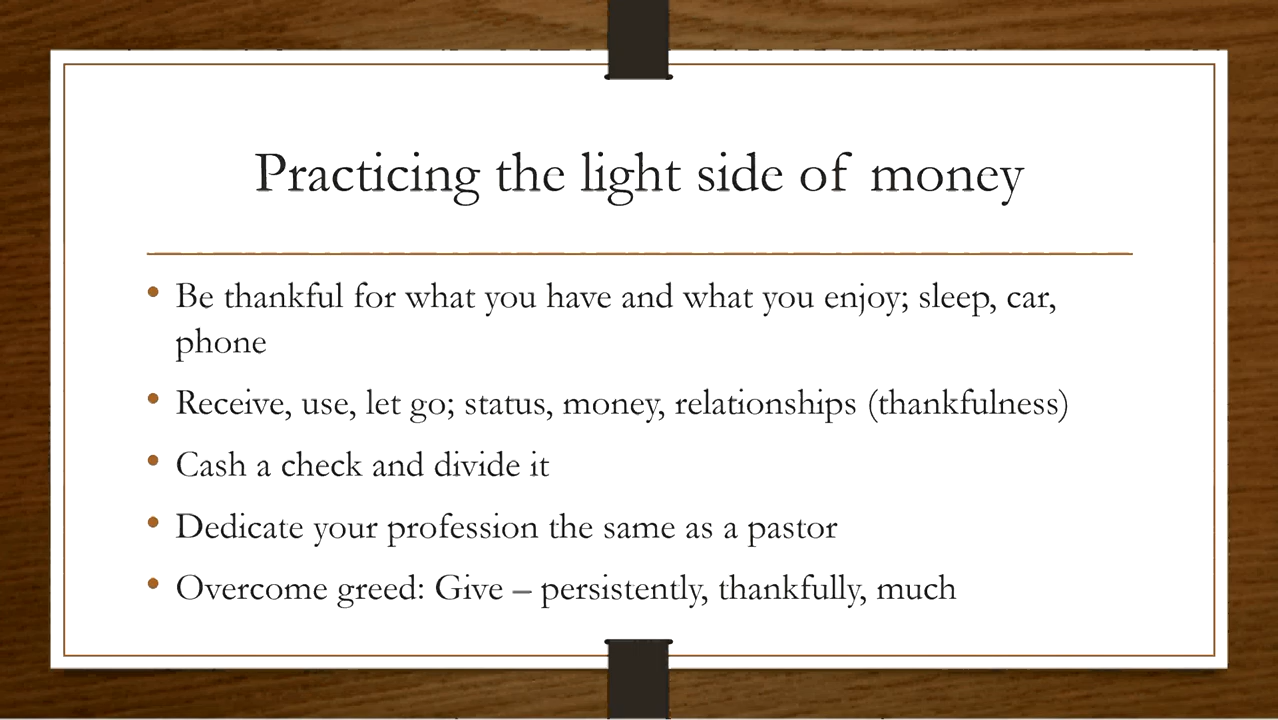 Practicing the light side of money
• Be thankful for what you have and what you enjoy; sleep, car,
phone
• Receive, use, let go; status, money, relationships (thankfulness)
• Cash a check and divide it
• Dedicate your profession the same as a pastor
• Overcome greed: Give – persistently, thankfully, much